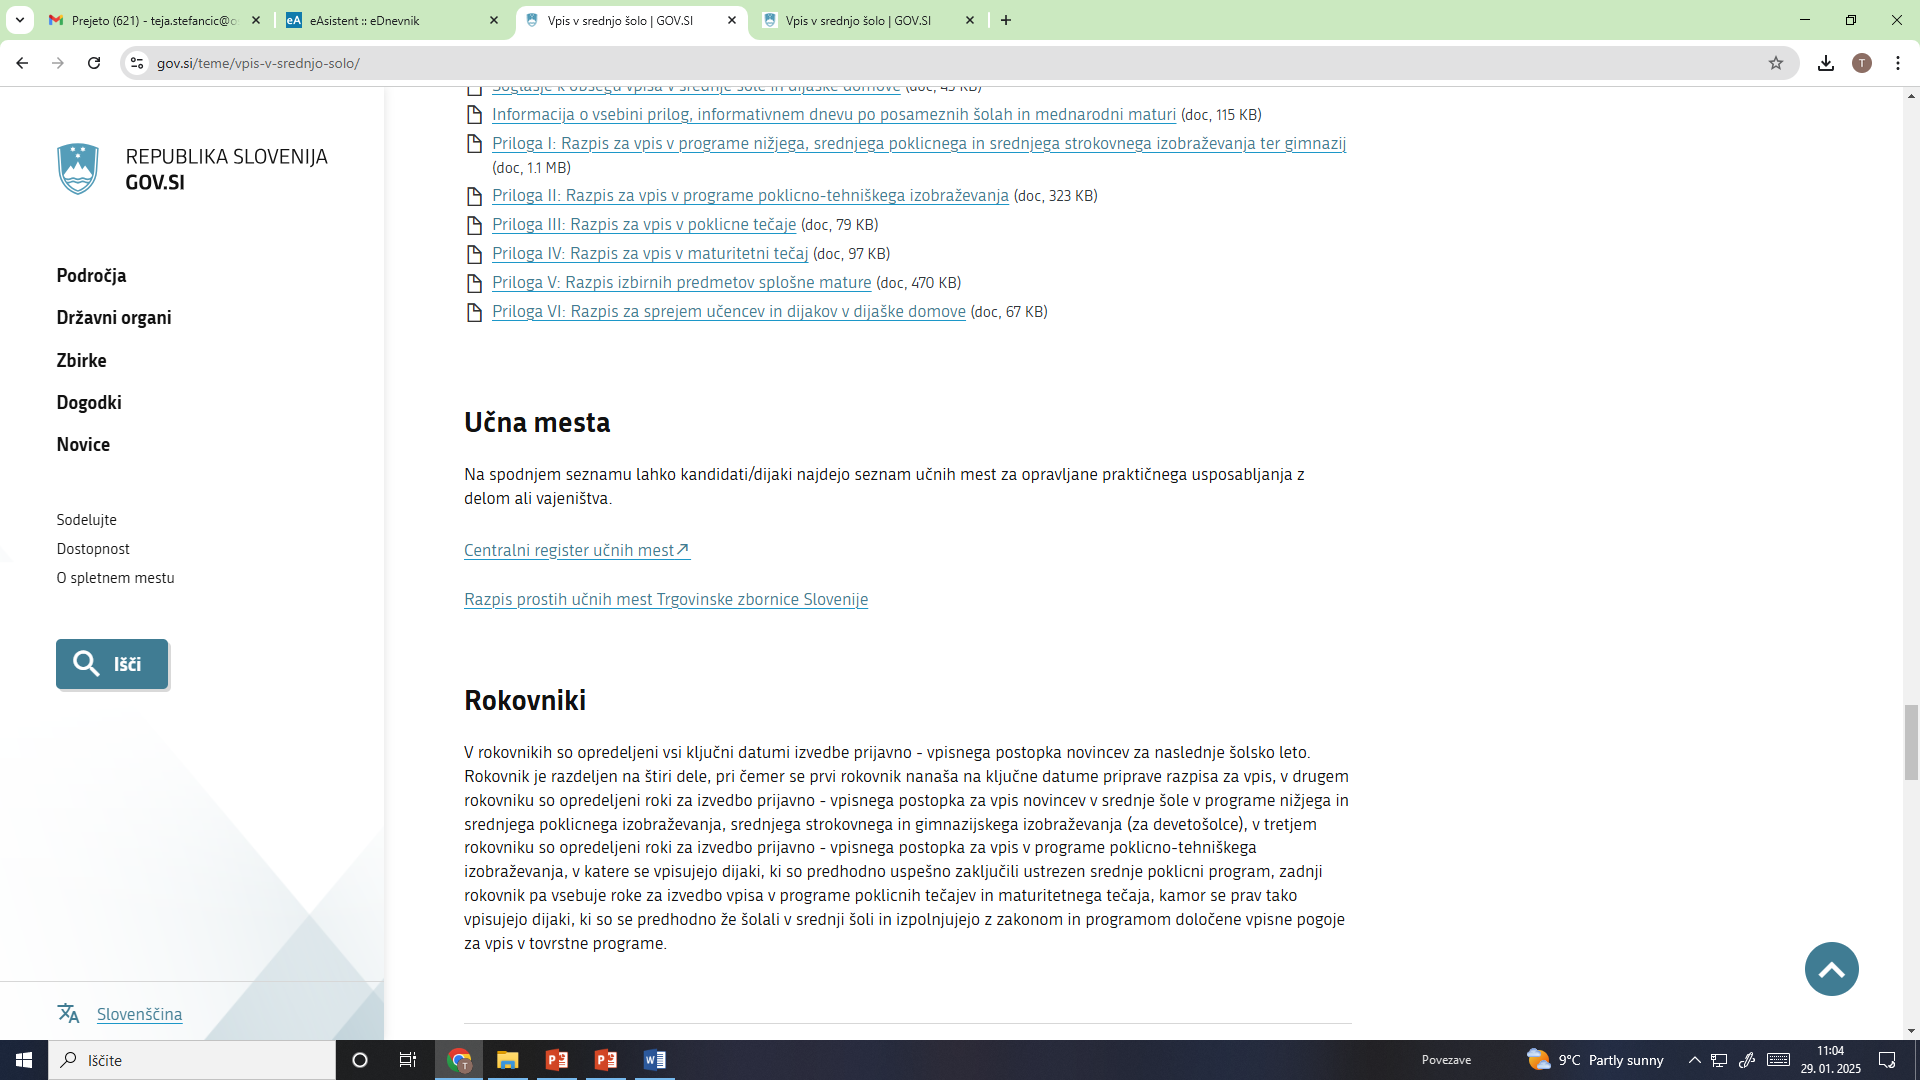 Prejeto (621) - teja.stefancic@o
eAsistent :: eDnevnik
Vpis v srednjo šolo | GOV.SI
Vpis v srednjo šolo | GOV.SI
gov.si/teme/vpis-v-srednjo-solo/
T
REPUBLIKA SLOVENIJA
GOV.SI
Področja
Državni organi
Zbirke
Dogodki
Novice
Sodelujte
Dostopnost
O spletnem mestu
Išči
Slovenščina
Soglasje k obsegu vpisa v srednje šole in dijaške domove (doc, 45 KB)
Informacija o vsebini prilog, informativnem dnevu po posameznih šolah in mednarodni maturi (doc, 115 KB)
Priloga I: Razpis za vpis v programe nižjega, srednjega poklicnega in srednjega strokovnega izobraževanja ter gimnazij
(doc, 1.1 MB)
Priloga II: Razpis za vpis v programe poklicno-tehniškega izobraževanja (doc, 323 KB)
Priloga III: Razpis za vpis v poklicne tečaje (doc, 79 KB)
Priloga IV: Razpis za vpis v maturitetni tečaj (doc, 97 KB)
Priloga V: Razpis izbirnih predmetov splošne mature (doc, 470 KB)
Priloga VI: Razpis za sprejem učencev in dijakov v dijaške domove (doc, 67 KB)
Učna mesta
Na spodnjem seznamu lahko kandidati/dijaki najdejo seznam učnih mest za opravljane praktičnega usposabljanja z
delom ali vajeništva.
Centralni register učnih mest
Razpis prostih učnih mest Trgovinske zbornice Slovenije
Rokovniki
V rokovnikih so opredeljeni vsi ključni datumi izvedbe prijavno - vpisnega postopka novincev za naslednje šolsko leto.
Rokovnik je razdeljen na štiri dele, pri čemer se prvi rokovnik nanaša na ključne datume priprave razpisa za vpis, v drugem
rokovniku so opredeljeni roki za izvedbo prijavno - vpisnega postopka za vpis novincev v srednje šole v programe nižjega in
srednjega poklicnega izobraževanja, srednjega strokovnega in gimnazijskega izobraževanja (za devetošolce), v tretjem
rokovniku so opredeljeni roki za izvedbo prijavno - vpisnega postopka za vpis v programe poklicno-tehniškega
izobraževanja, v katere se vpisujejo dijaki, ki so predhodno uspešno zaključili ustrezen srednje poklicni program, zadnji
rokovnik pa vsebuje roke za izvedbo vpisa v programe poklicnih tečajev in maturitetnega tečaja, kamor se prav tako
vpisujejo dijaki, ki so se predhodno že šolali v srednji šoli in izpolnjujejo z zakonom in programom določene vpisne pogoje
za vpis v tovrstne programe.
Iščite
Povezave
9°C Partly sunny
11:04
29. 01. 2025